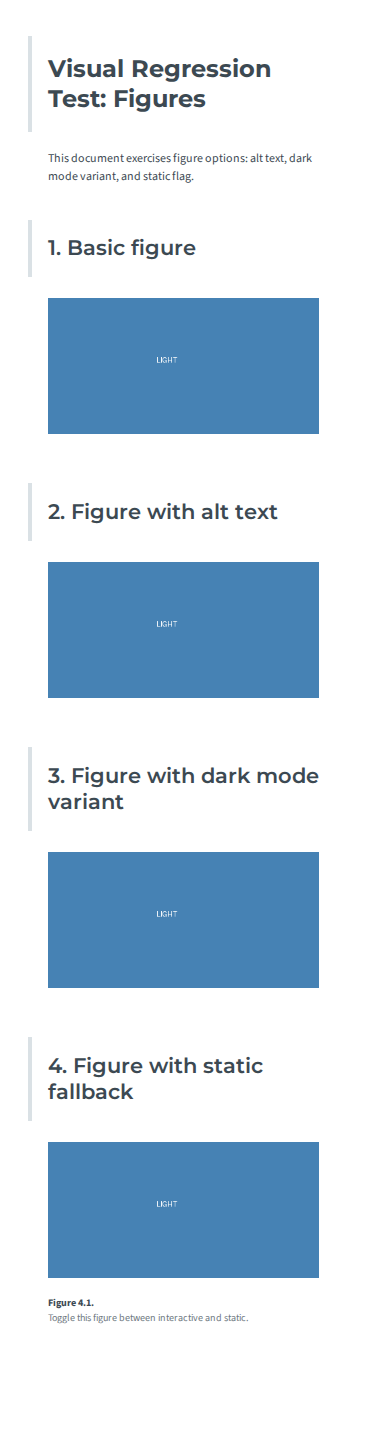 Visual Regression
Test: Figures
This document exercises figure options: alt text, dark
mode variant, and static flag.
1. Basic figure
LIGHT
2. Figure with alt text
LIGHT
3. Figure with dark mode
variant
LIGHT
4. Figure with static
fallback
LIGHT
Figure 4.1.
Toggle this figure between interactive and static.